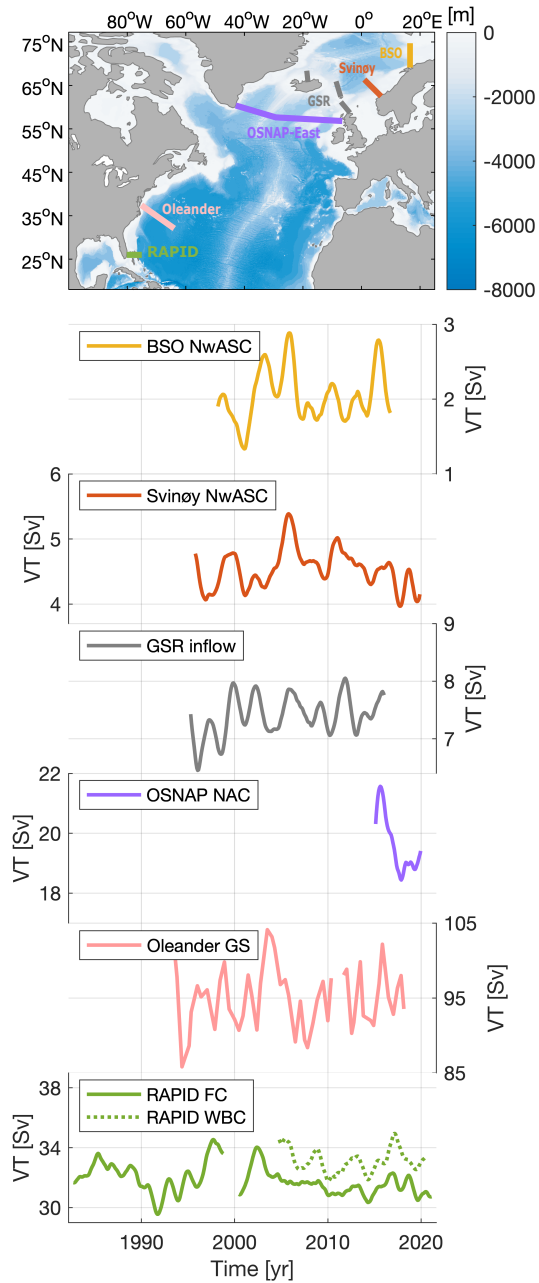 80°W 60°W 40°W 20°W 0° 20°E [m]
75°N
65°N
55°N
45°N
35°N
25°N
BSO
Svinøy
GSR
OSNAP-East
Oleander
RAPID
0
-2000
-4000
-6000
-8000
BSO NwASC
3
2
1
VT [Sv]
Svinøy NwASC
6
5
4
VT [Sv]
GSR inflow
9
8
7
VT [Sv]
OSNAP NAC
22
20
18
VT [Sv]
Oleander GS
105
95
85
VT [Sv]
RAPID FC
RAPID WBC
38
34
30
VT [Sv]
1990 2000 2010 2020
Time [yr]